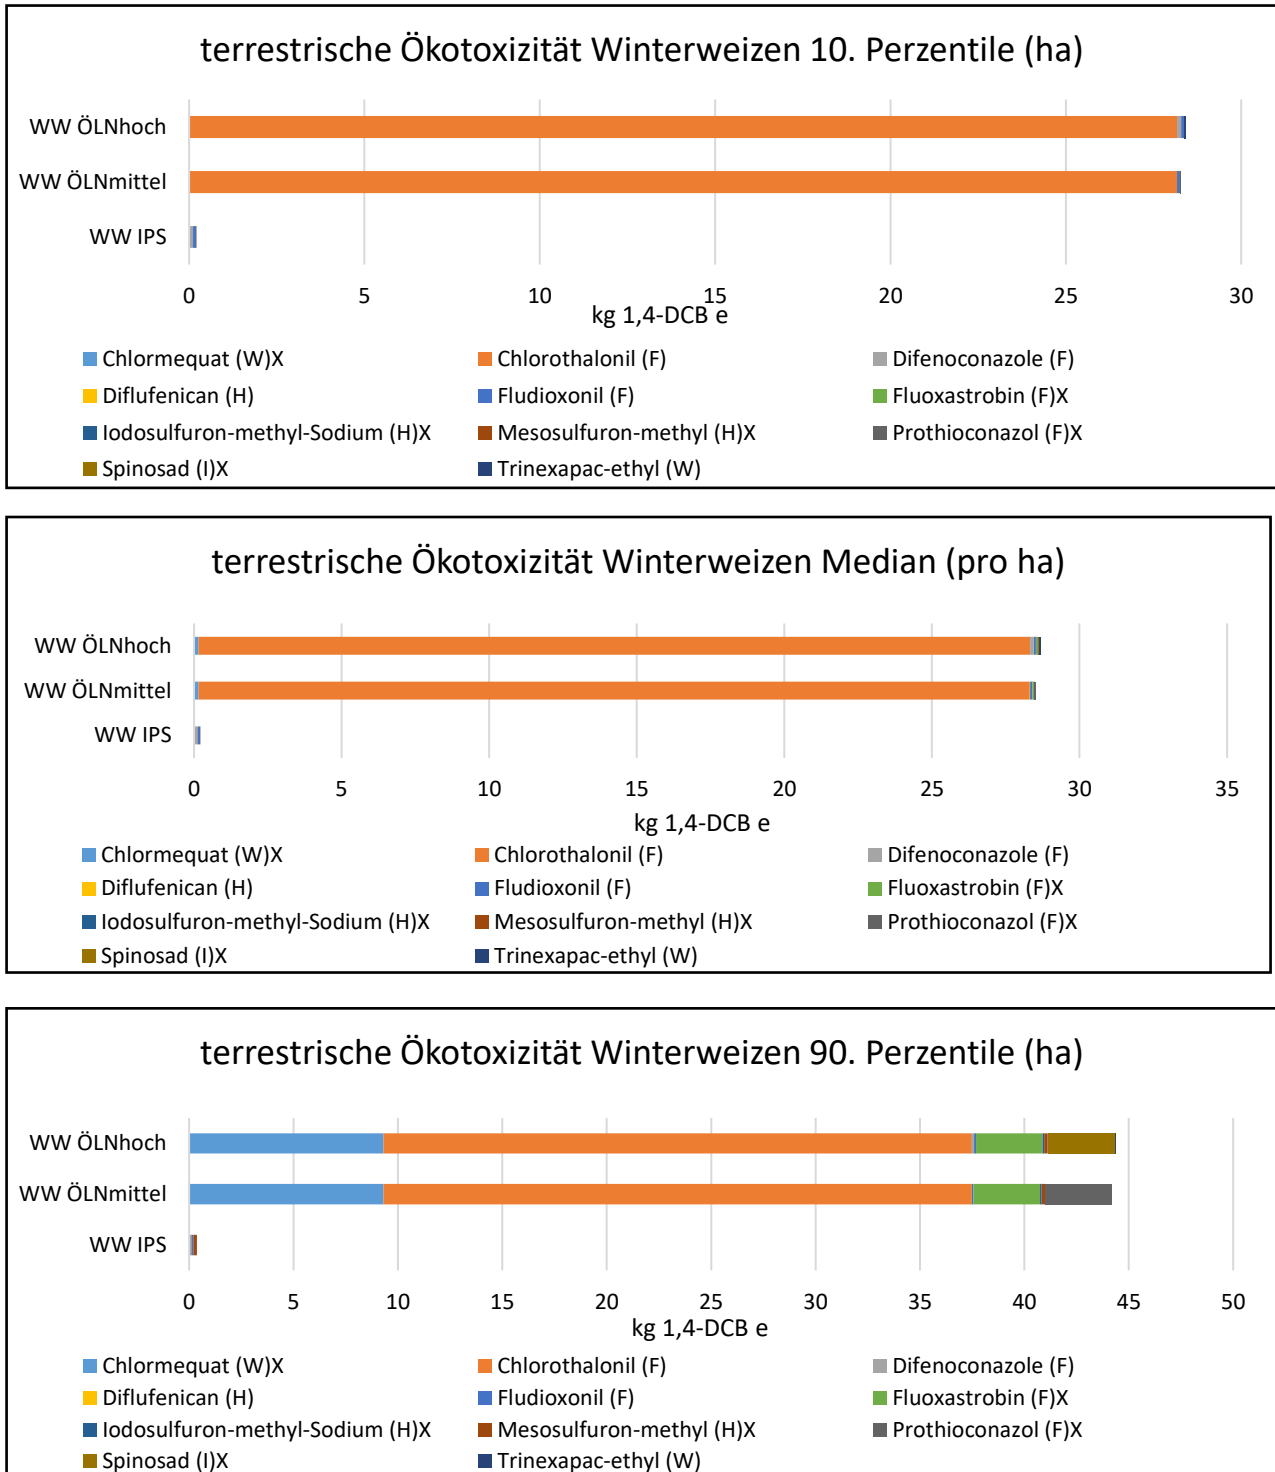 terrestrische Ökotoxizität Winterweizen 10. Perzentile (ha)
WW ÖLNhoch
WW ÖLNmittel
WW IPS
0 5 10 15 20 25 30
kg 1,4-DCB e
Chlormequat (W)X Chlorothalonil (F) Difenoconazole (F)
Diflufenican (H) Fludioxonil (F) Fluoxastrobin (F)X
Iodosulfuron-methyl-Sodium (H)X Mesosulfuron-methyl (H)X Prothioconazol (F)X
Spinosad (I)X Trinexapac-ethyl (W)
terrestrische Ökotoxizität Winterweizen Median (pro ha)
WW ÖLNhoch
WW ÖLNmittel
WW IPS
0 5 10 15 20 25 30 35
kg 1,4-DCB e
Chlormequat (W)X Chlorothalonil (F) Difenoconazole (F)
Diflufenican (H) Fludioxonil (F) Fluoxastrobin (F)X
Iodosulfuron-methyl-Sodium (H)X Mesosulfuron-methyl (H)X Prothioconazol (F)X
Spinosad (I)X Trinexapac-ethyl (W)
terrestrische Ökotoxizität Winterweizen 90. Perzentile (ha)
WW ÖLNhoch
WW ÖLNmittel
WW IPS
0 5 10 15 20 25 30 35 40 45 50
kg 1,4-DCB e
Chlormequat (W)X Chlorothalonil (F) Difenoconazole (F)
Diflufenican (H) Fludioxonil (F) Fluoxastrobin (F)X
Iodosulfuron-methyl-Sodium (H)X Mesosulfuron-methyl (H)X Prothioconazol (F)X
Spinosad (I)X Trinexapac-ethyl (W)